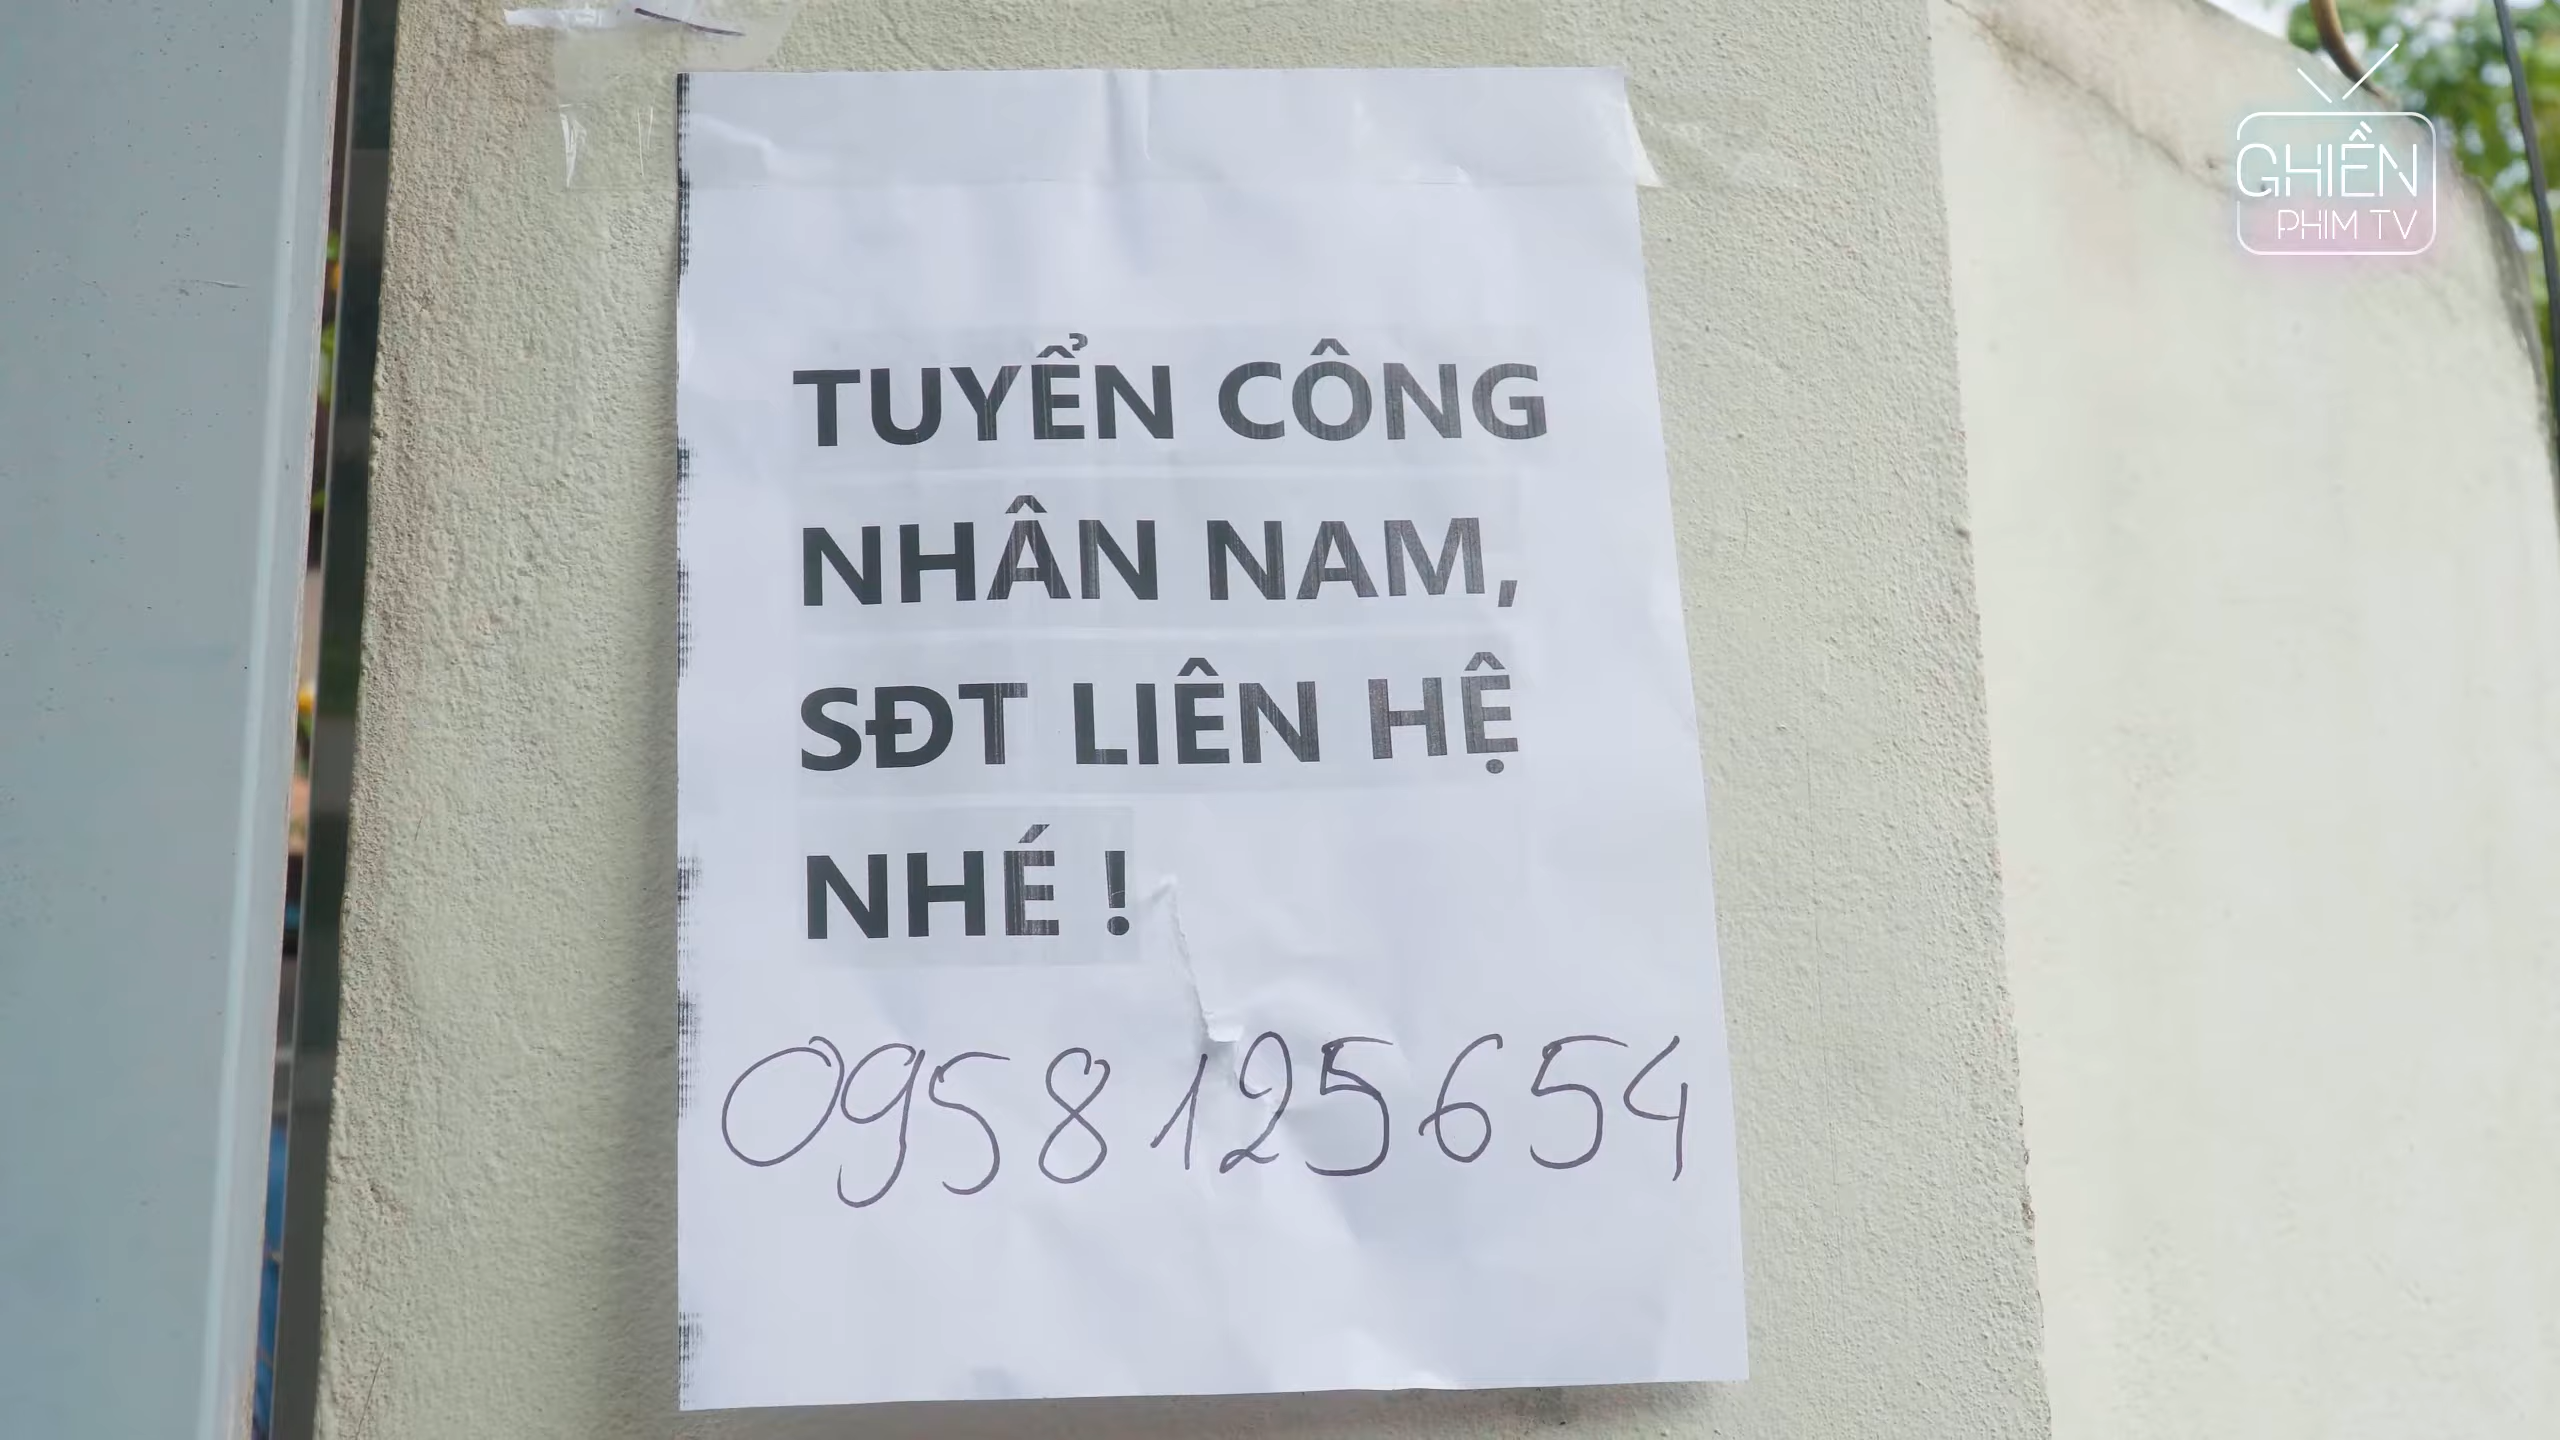 GHIỀN
PHIM TV
TUYỂN CÔNG
NHÂN NAM,
SĐT LIÊN HỆ
NHÉ !
0958125654